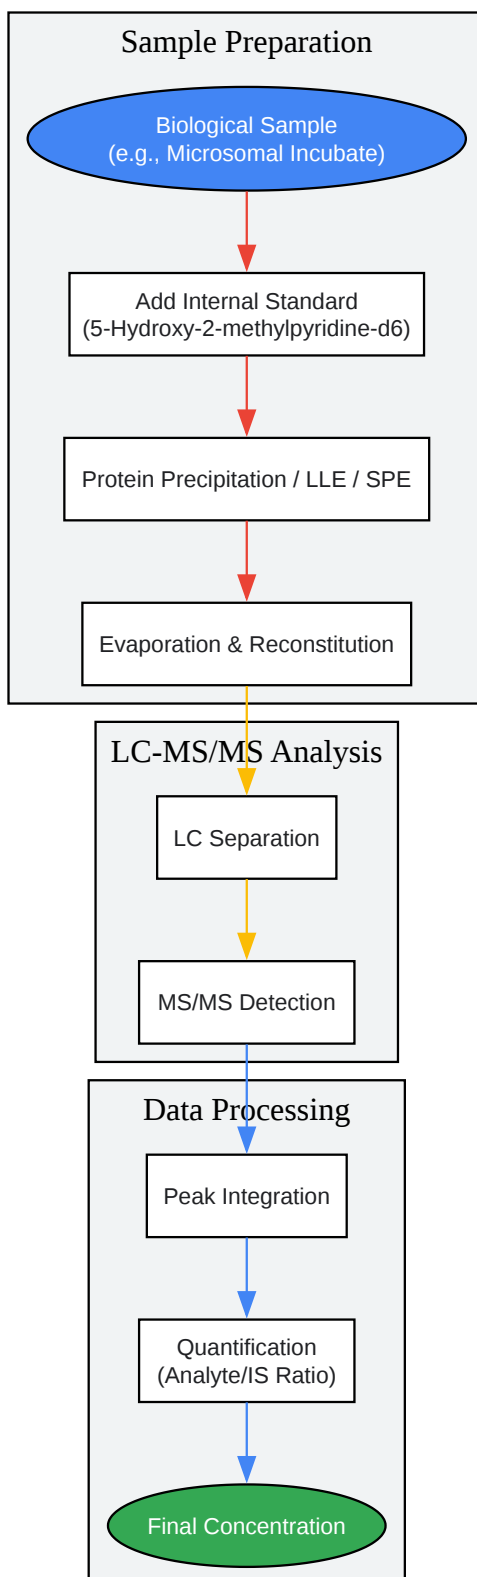 Sample Preparation
Biological Sample
(e.g., Microsomal Incubate)
Add Internal Standard
(5-Hydroxy-2-methylpyridine-d6)
Protein Precipitation / LLE / SPE
Evaporation & Reconstitution
LC-MS/MS Analysis
LC Separation
MS/MS Detection
Data Processing
Peak Integration
Quantification
(Analyte/IS Ratio)
Final Concentration